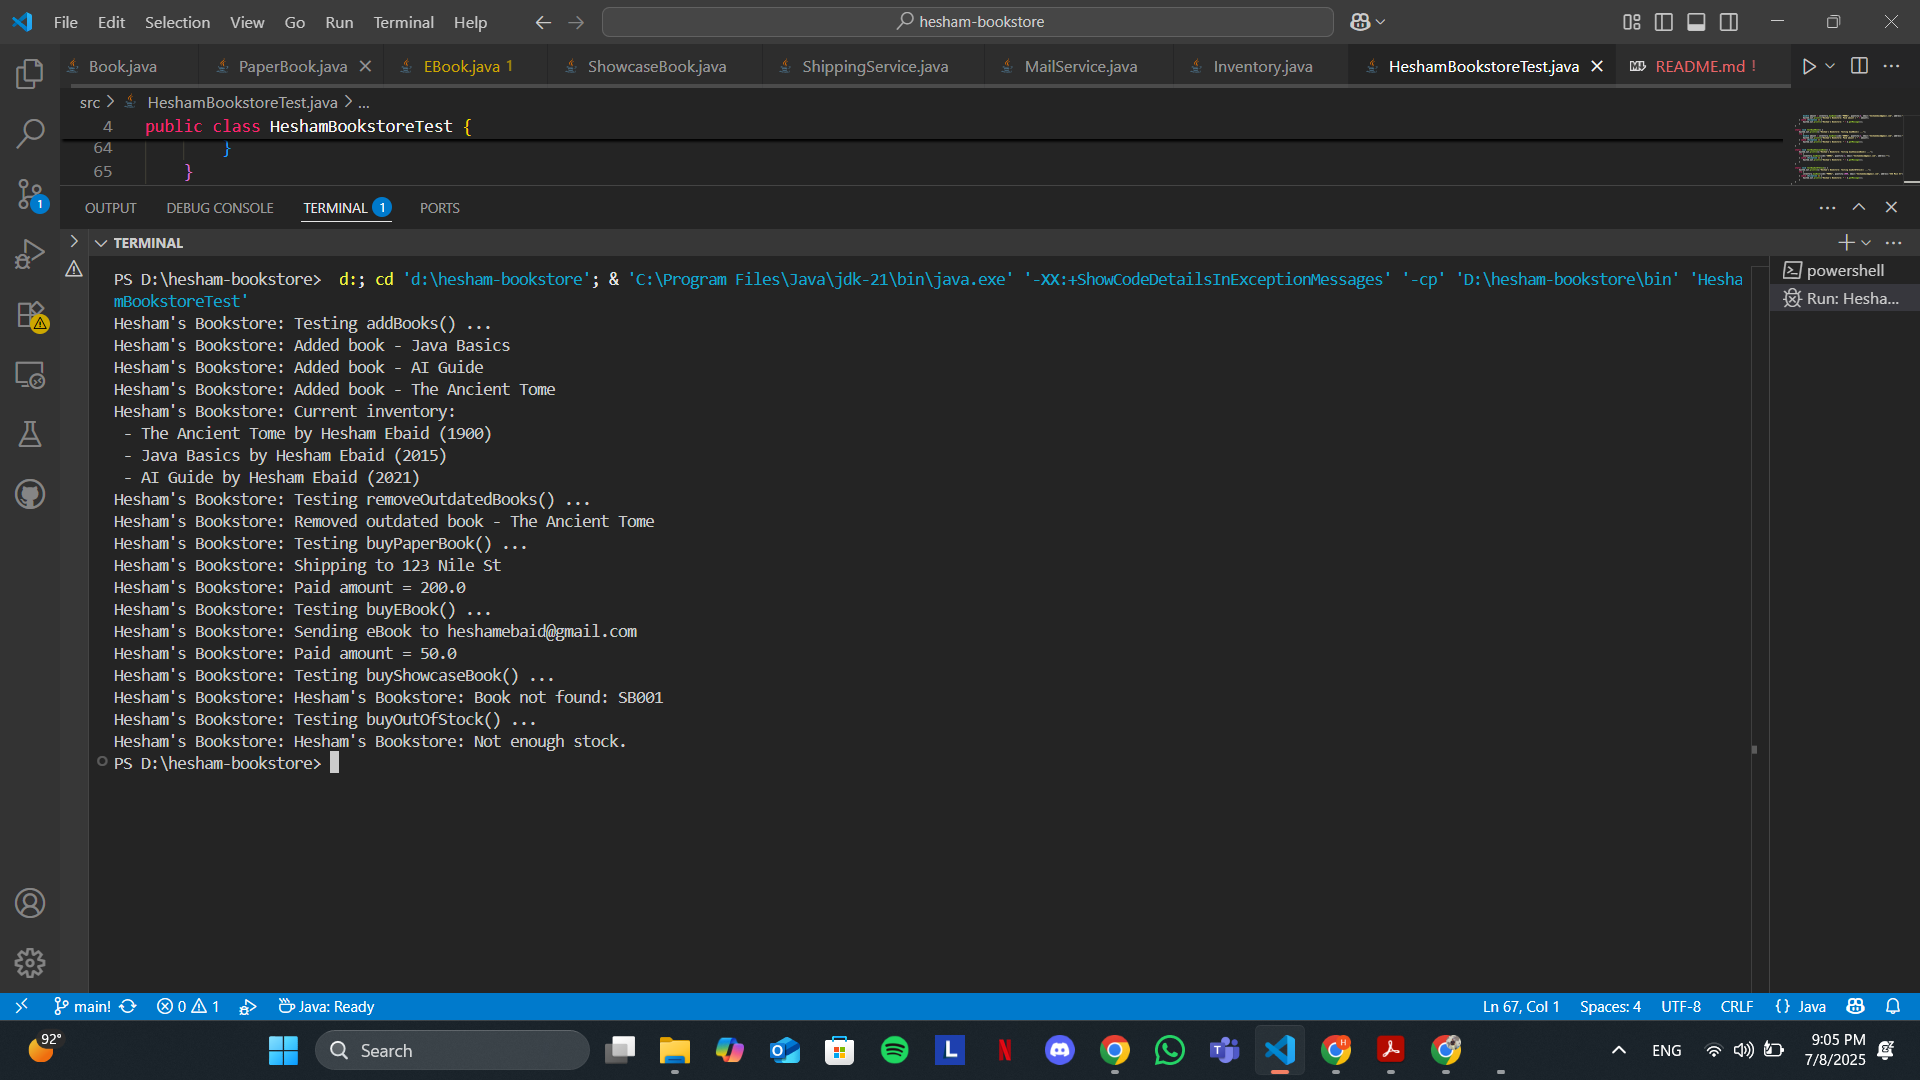 File Edit Selection View Go Run Terminal Help hesham-bookstore
Book.java PaperBook.java EBook.java 1 ShowcaseBook.java ShippingService.java MailService.java Inventory.java HeshamBookstoreTest.java README.md !
src > HeshamBookstoreTest.java > ...
4 public class HeshamBookstoreTest {
64 }
65 }
OUTPUT DEBUG CONSOLE TERMINAL 1 PORTS
TERMINAL
PS D:\hesham-bookstore> d:; cd 'd:\hesham-bookstore'; & 'C:\Program Files\Java\jdk-21\bin\java.exe' '-XX:+ShowCodeDetailsInExceptionMessages' '-cp' 'D:\hesham-bookstore\bin' 'Hesha
mBookstoreTest'
Hesham's Bookstore: Testing addBooks() ...
Hesham's Bookstore: Added book - Java Basics
Hesham's Bookstore: Added book - AI Guide
Hesham's Bookstore: Added book - The Ancient Tome
Hesham's Bookstore: Current inventory:
- The Ancient Tome by Hesham Ebaid (1900)
- Java Basics by Hesham Ebaid (2015)
- AI Guide by Hesham Ebaid (2021)
Hesham's Bookstore: Testing removeOutdatedBooks() ...
Hesham's Bookstore: Removed outdated book - The Ancient Tome
Hesham's Bookstore: Testing buyPaperBook() ...
Hesham's Bookstore: Shipping to 123 Nile St
Hesham's Bookstore: Paid amount = 200.0
Hesham's Bookstore: Testing buyEBook() ...
Hesham's Bookstore: Sending eBook to heshamebaid@gmail.com
Hesham's Bookstore: Paid amount = 50.0
Hesham's Bookstore: Testing buyShowcaseBook() ...
Hesham's Bookstore: Hesham's Bookstore: Book not found: SB001
Hesham's Bookstore: Testing buyOutOfStock() ...
Hesham's Bookstore: Hesham's Bookstore: Not enough stock.
PS D:\hesham-bookstore>
powershell
Run: Hesha...
1
main! 0 1 Java: Ready Ln 67, Col 1 Spaces: 4 UTF-8 CRLF {} Java
92° Search L N ENG 9:05 PM
7/8/2025